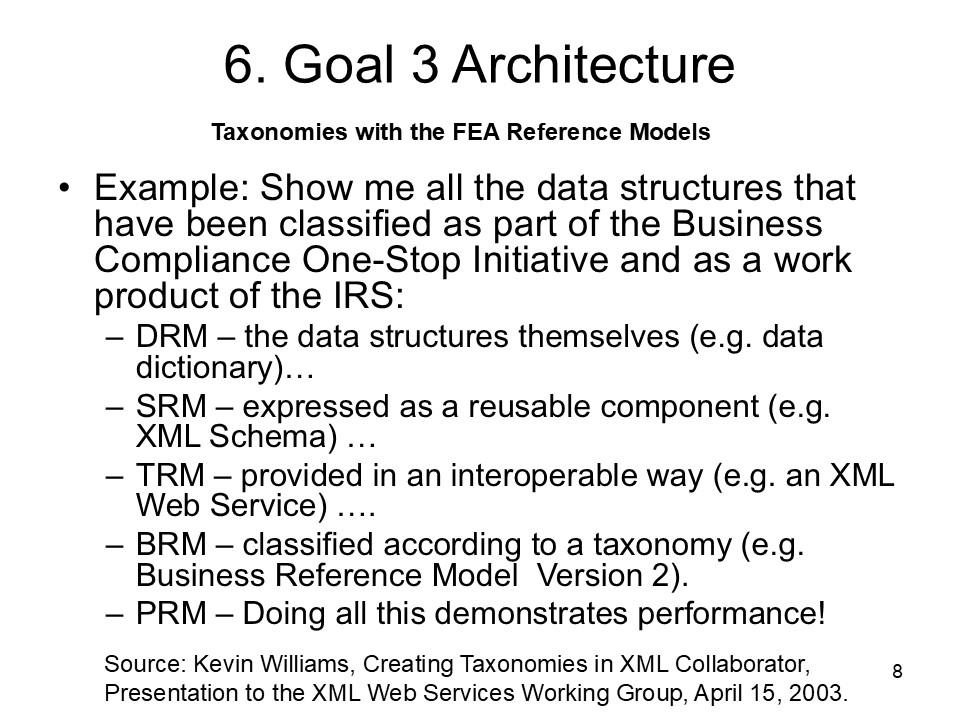 6. Goal 3 Architecture
Taxonomies with the FEA Reference Models
• Example: Show me all the data structures that
have been classified as part of the Business
Compliance One-Stop Initiative and as a work
product of the IRS:
– DRM – the data structures themselves (e.g. data
dictionary)…
– SRM – expressed as a reusable component (e.g.
XML Schema) …
– TRM – provided in an interoperable way (e.g. an XML
Web Service) ….
– BRM – classified according to a taxonomy (e.g.
Business Reference Model  Version 2).
– PRM – Doing all this demonstrates performance!
Source: Kevin Williams, Creating Taxonomies in XML Collaborator,
Presentation to the XML Web Services Working Group, April 15, 2003.
8